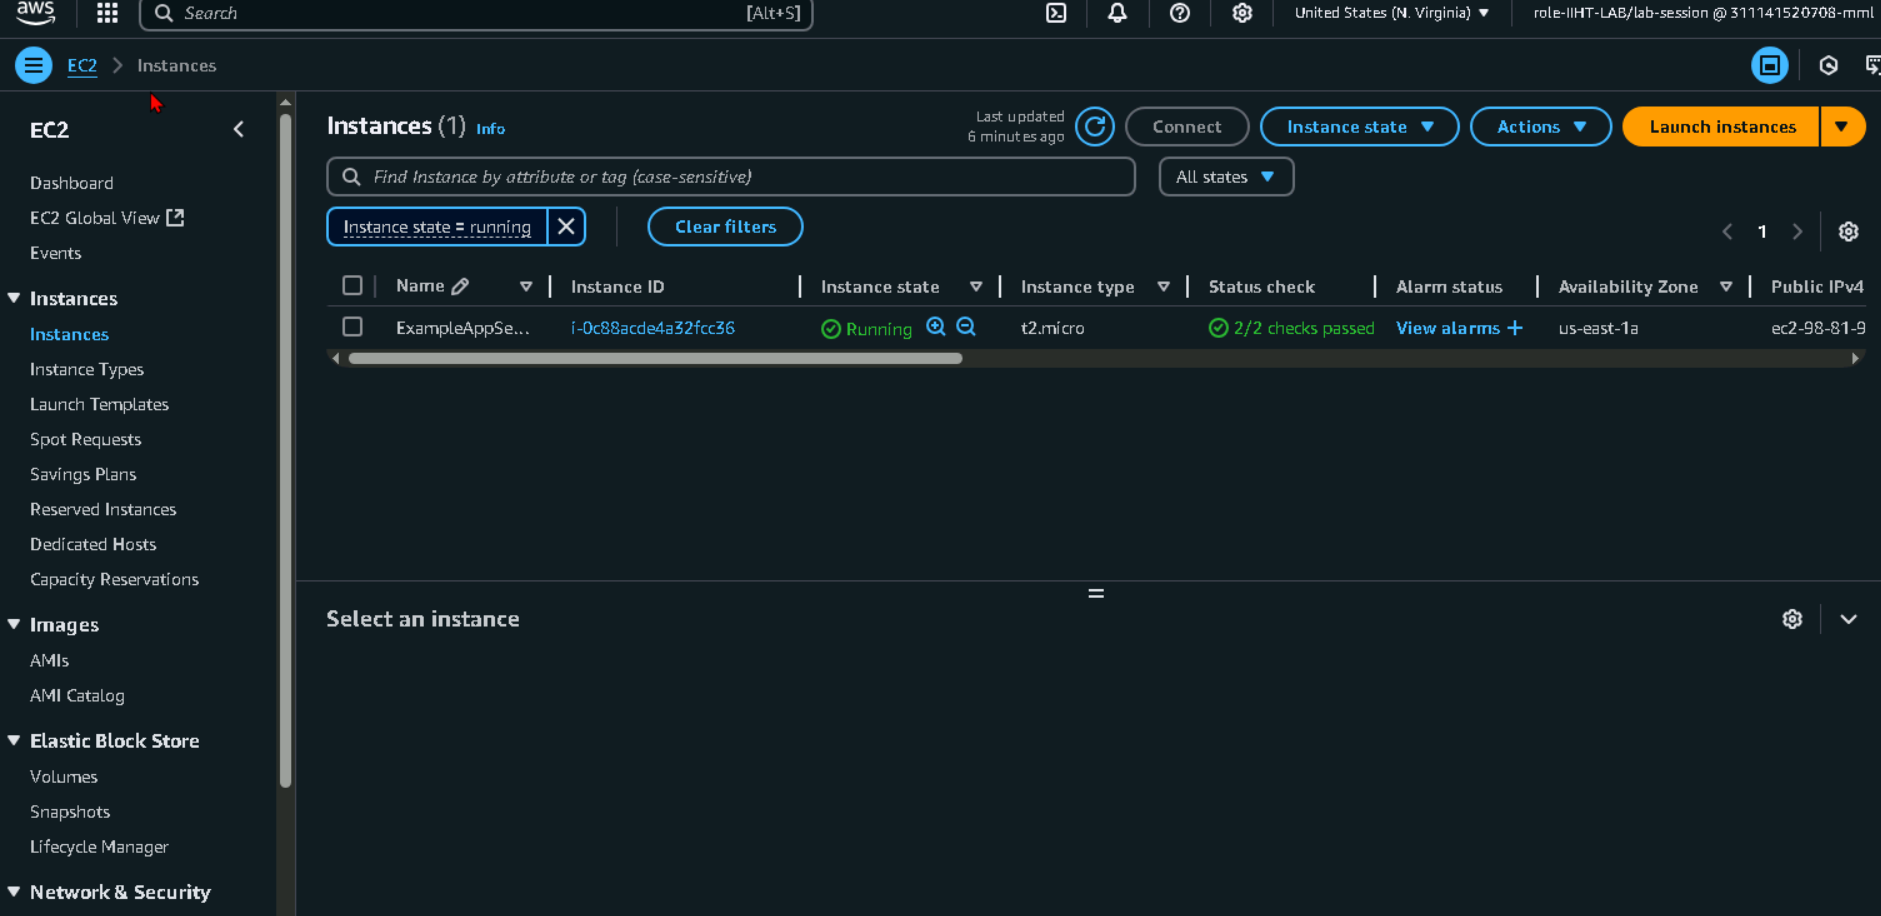 aws
Search [Alt+S]
United States (N. Virginia)
role-IIHT-LAB/lab-session @ 311141520708-mml
EC2 Instances
EC2
Dashboard
EC2 Global View
Events
Instances
Instances
Instance Types
Launch Templates
Spot Requests
Savings Plans
Reserved Instances
Dedicated Hosts
Capacity Reservations
Images
AMIs
AMI Catalog
Elastic Block Store
Volumes
Snapshots
Lifecycle Manager
Network & Security
Instances (1) Info
Last updated
6 minutes ago
Connect
Instance state
Actions
Launch instances
Find Instance by attribute or tag (case-sensitive)
All states
Instance state = running
Clear filters
1
Name Instance ID Instance state Instance type Status check Alarm status Availability Zone Public IPv4
ExampleAppSe... i-0c88acde4a32fcc36 Running t2.micro 2/2 checks passed View alarms + us-east-1a ec2-98-81-9
Select an instance